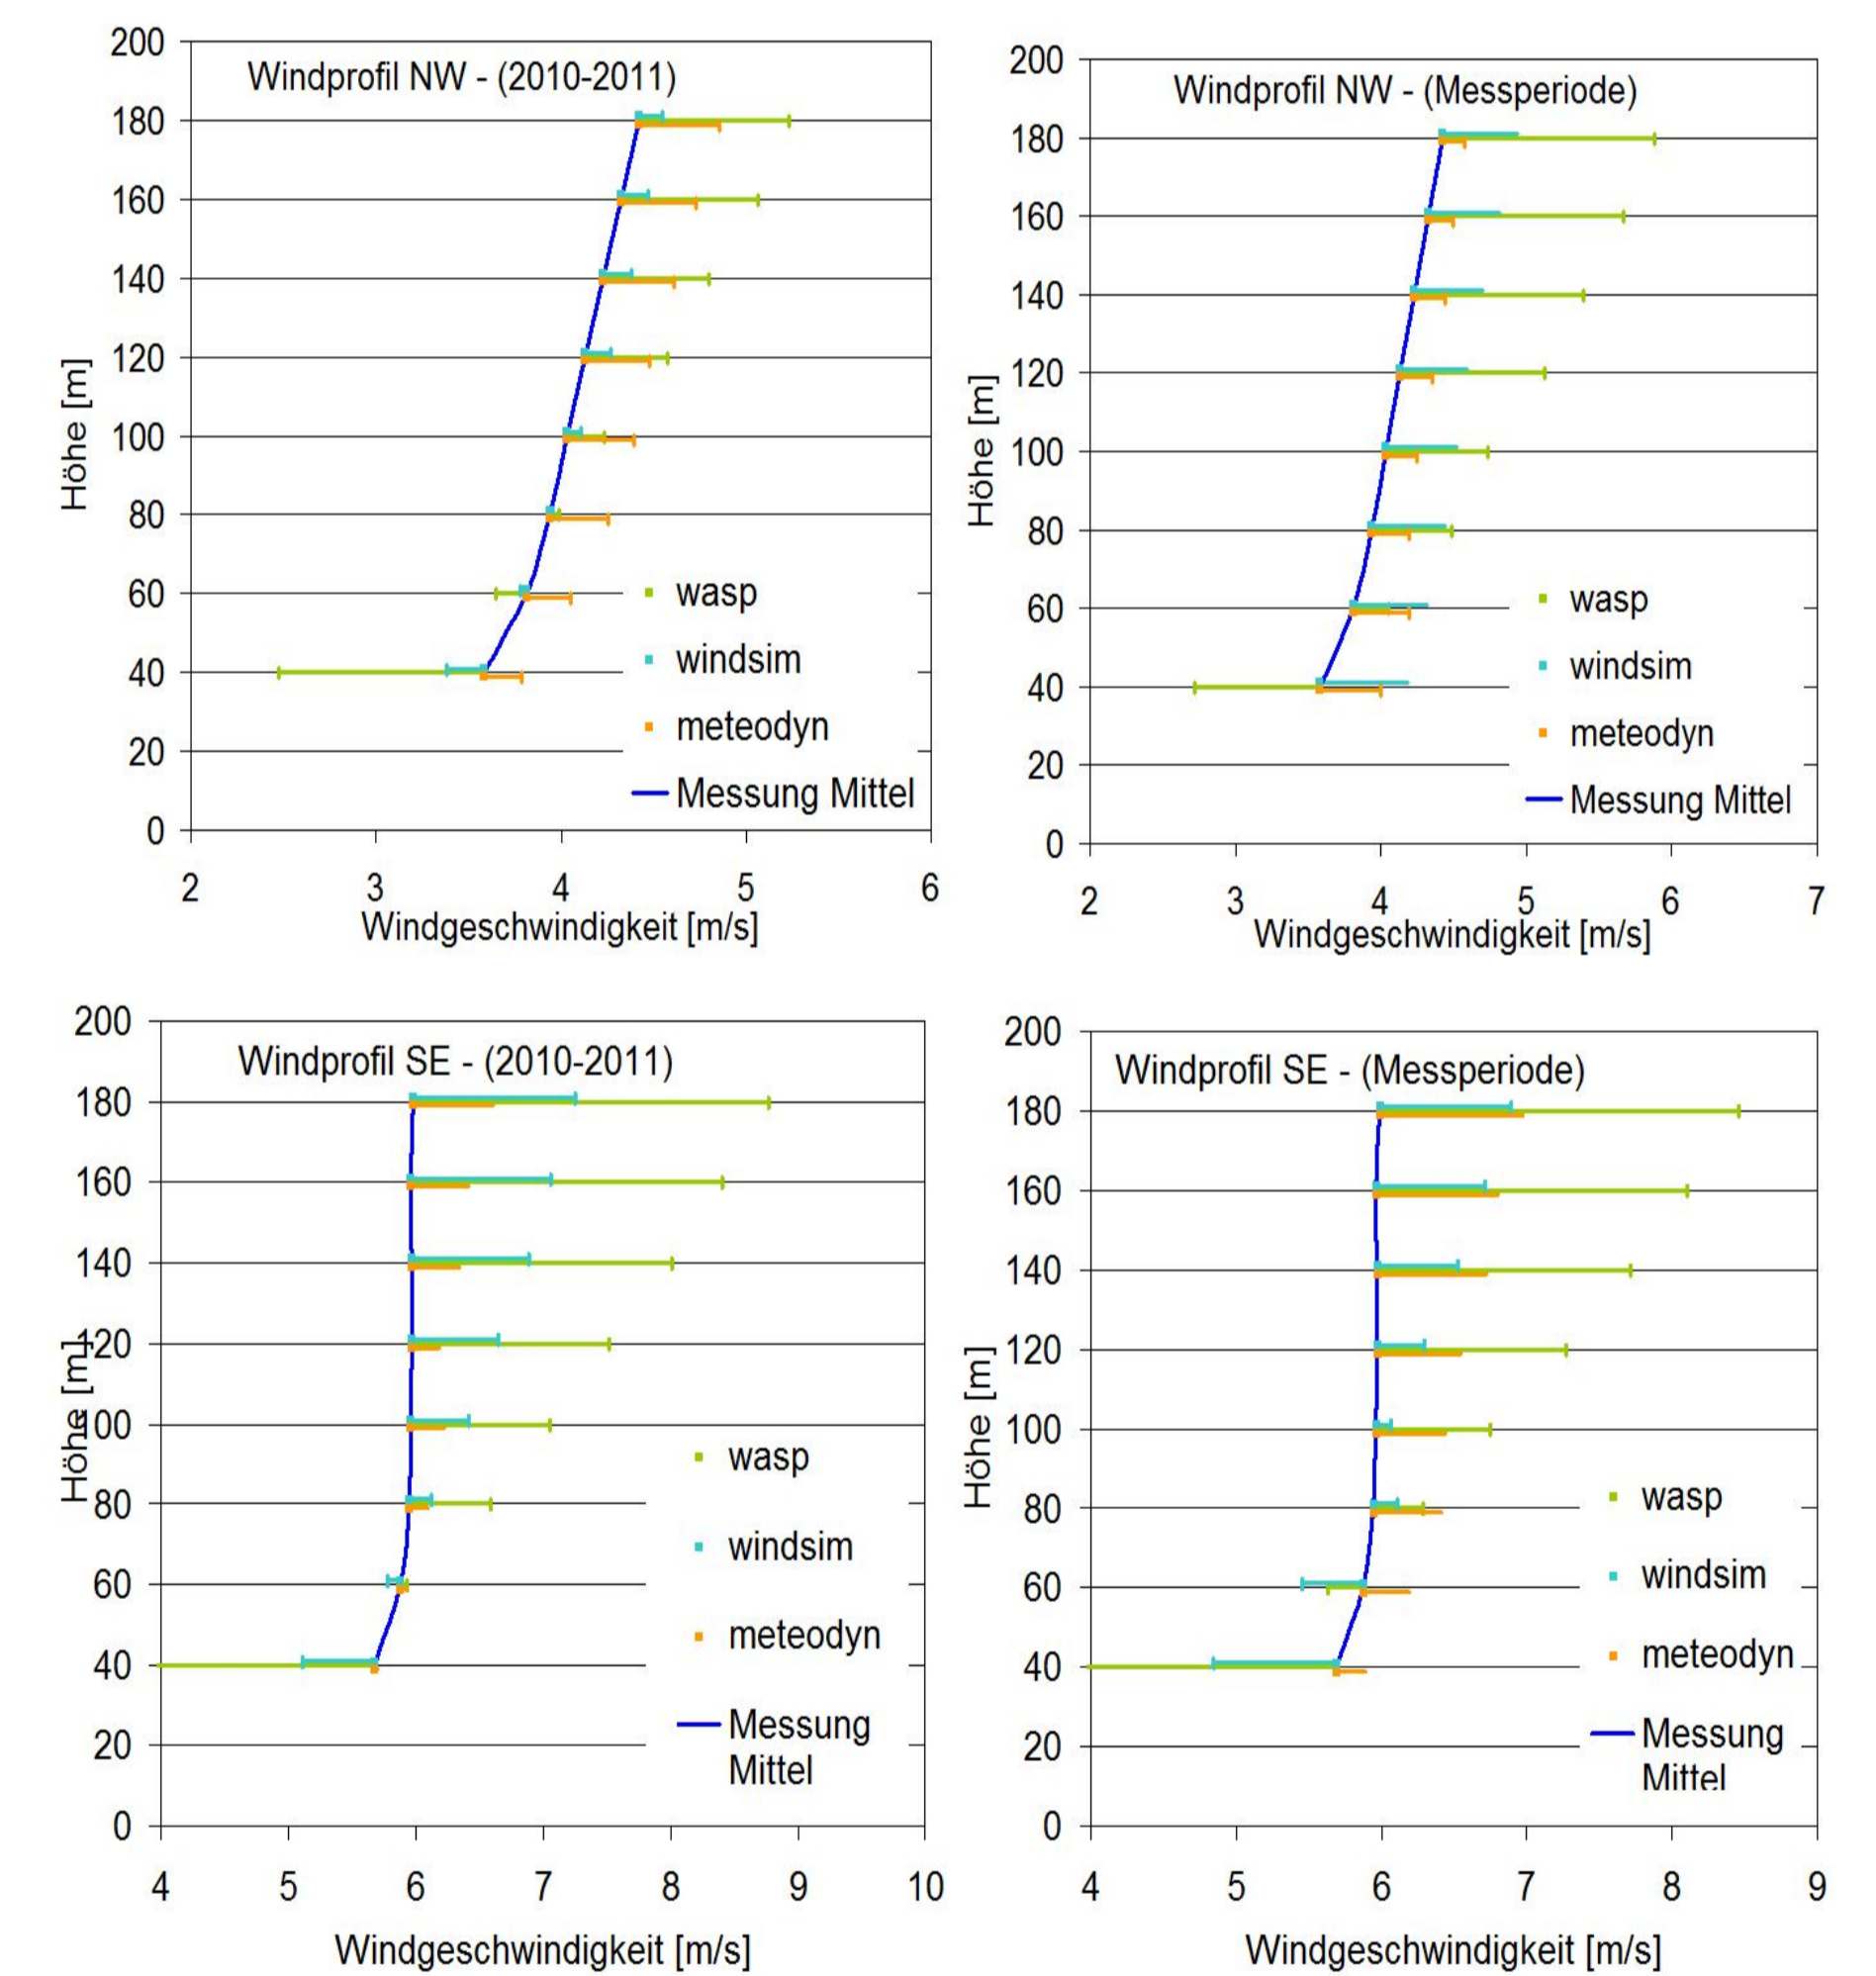 Windprofil NW - (2010-2011)
200
180
160
140
120
100
80
60
40
20
0
Höhe [m]
wasp
windsim
meteodyn
Messung Mittel
2 3 4 5 6
Windgeschwindigkeit [m/s]
Windprofil NW - (Messperiode)
200
180
160
140
120
100
80
60
40
20
0
Höhe [m]
wasp
windsim
meteodyn
Messung Mittel
2 3 4 5 6 7
Windgeschwindigkeit [m/s]
Windprofil SE - (2010-2011)
200
180
160
140
120
100
80
60
40
20
0
Höhe [m]
wasp
windsim
meteodyn
Messung
Mittel
4 5 6 7 8 9 10
Windgeschwindigkeit [m/s]
Windprofil SE - (Messperiode)
200
180
160
140
120
100
80
60
40
20
0
Höhe [m]
wasp
windsim
meteodyn
Messung
Mittel
4 5 6 7 8 9
Windgeschwindigkeit [m/s]